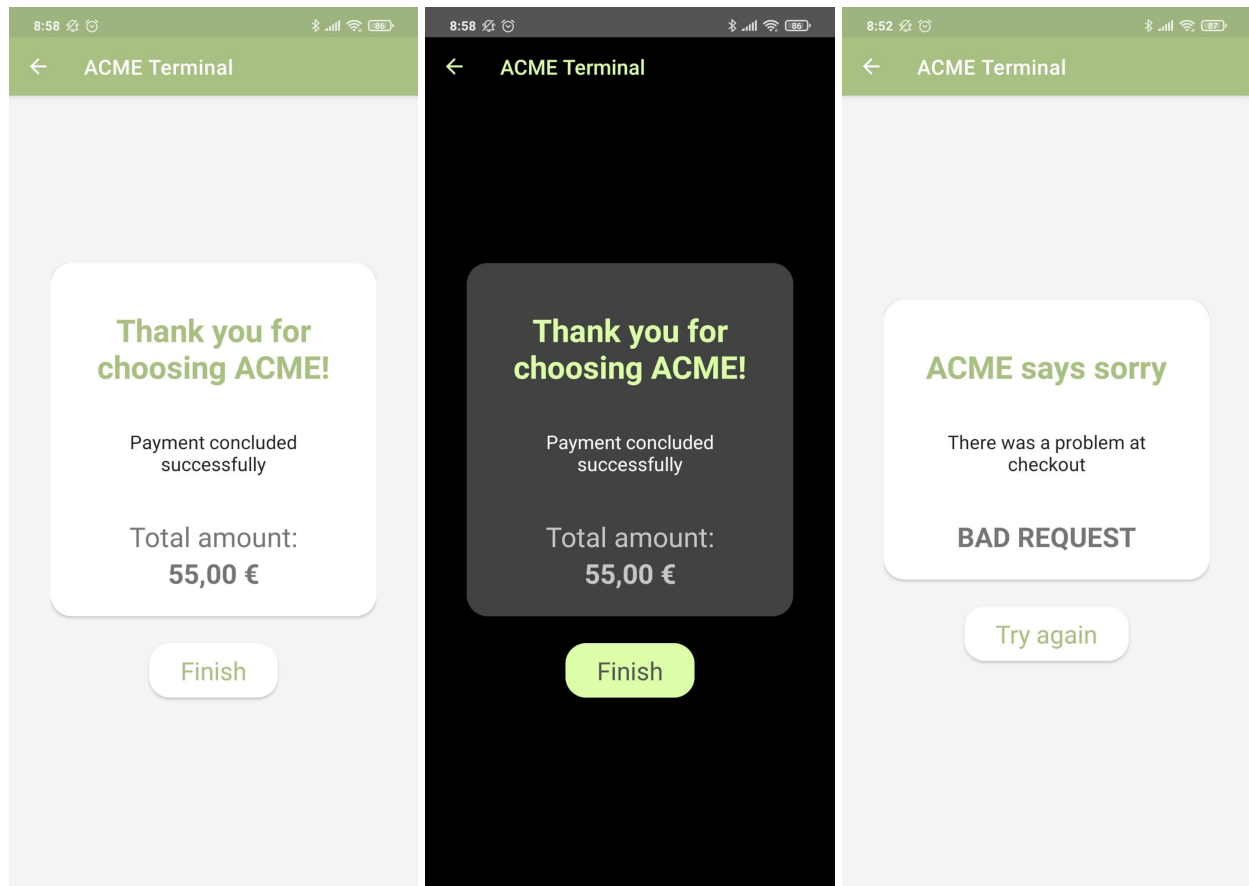 8:58
86
ACME Terminal
Thank you for
choosing ACME!
Payment concluded
successfully
Total amount:
55,00 €
Finish
8:58
86
ACME Terminal
Thank you for
choosing ACME!
Payment concluded
successfully
Total amount:
55,00 €
Finish
8:52
87
ACME Terminal
ACME says sorry
There was a problem at
checkout
BAD REQUEST
Try again